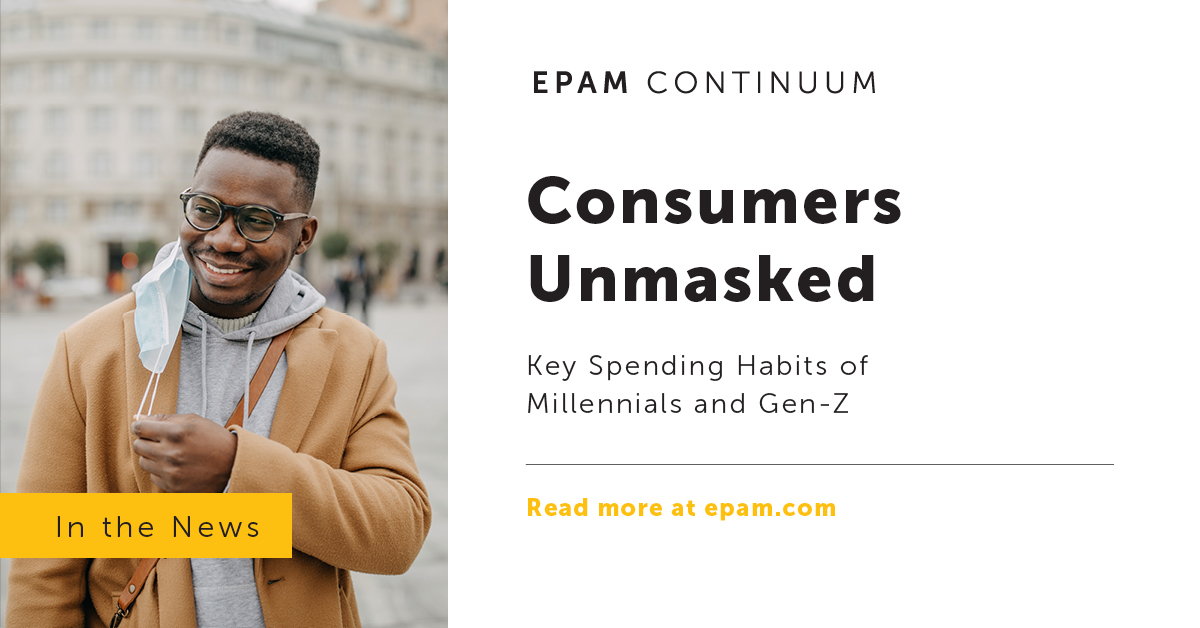 EPAM CONTINUUM
Consumers
Unmasked
Key Spending Habits of
Millennials and Gen-Z
Read more at epam.com
In the News